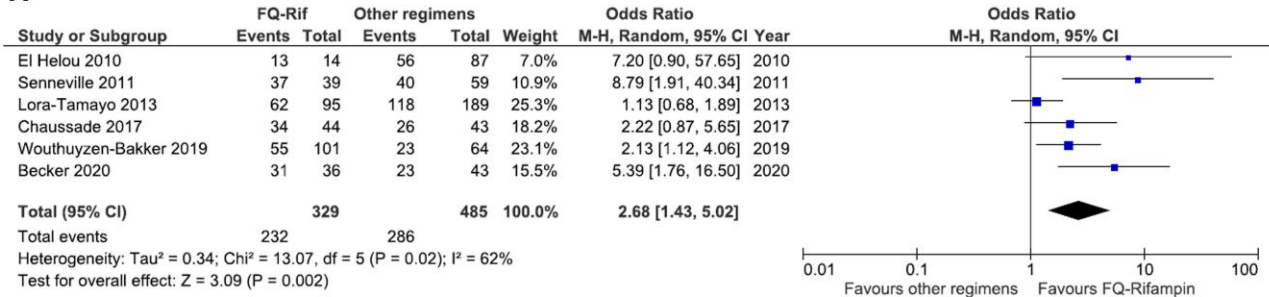 FQ-Rif Other regimens Odds Ratio Odds Ratio
Study or Subgroup Events Total Events Total Weight M-H, Random, 95% CI Year M-H, Random, 95% CI
El Helou 2010 13 14 56 87 7.0% 7.20 [0.90, 57.65] 2010
Senneville 2011 37 39 40 59 10.9% 8.79 [1.91, 40.34] 2011
Lora-Tamayo 2013 62 95 118 189 25.3% 1.13 [0.68, 1.89] 2013
Chaussade 2017 34 44 26 43 18.2% 2.22 [0.87, 5.65] 2017
Wouthuyzen-Bakker 2019 55 101 23 64 23.1% 2.13 [1.12, 4.06] 2019
Becker 2020 31 36 23 43 15.5% 5.39 [1.76, 16.50] 2020
Total (95% CI) 329 485 100.0% 2.68 [1.43, 5.02]
Total events 232 286
Heterogeneity: Tau² = 0.34; Chi² = 13.07, df = 5 (P = 0.02); I² = 62%
Test for overall effect: Z = 3.09 (P = 0.002)
0.01 0.1 1 10 100
Favours other regimens Favours FQ-Rifampin